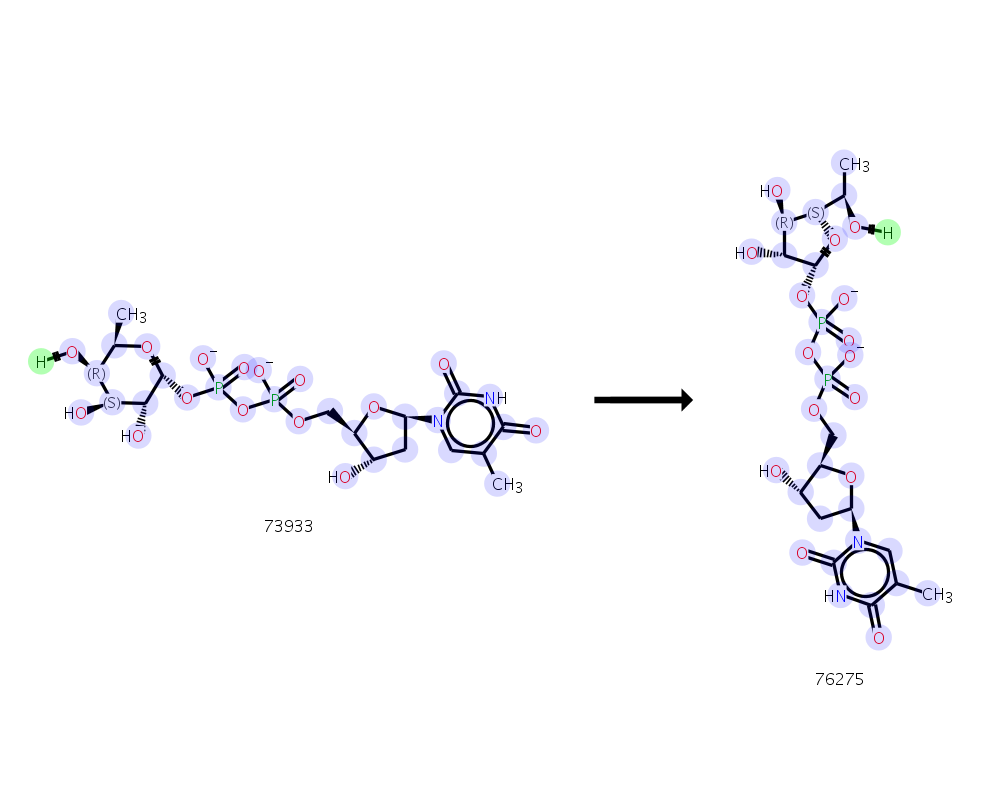 CH3
H O (R) HO (S) HO
O O O− P O O O− P O O
O HO
N O NH O CH3
73933
CH3
HO (S) (R) O H
HO O
O O− P O
O O− P O
O
HO O
O N HN CH3
O
76275